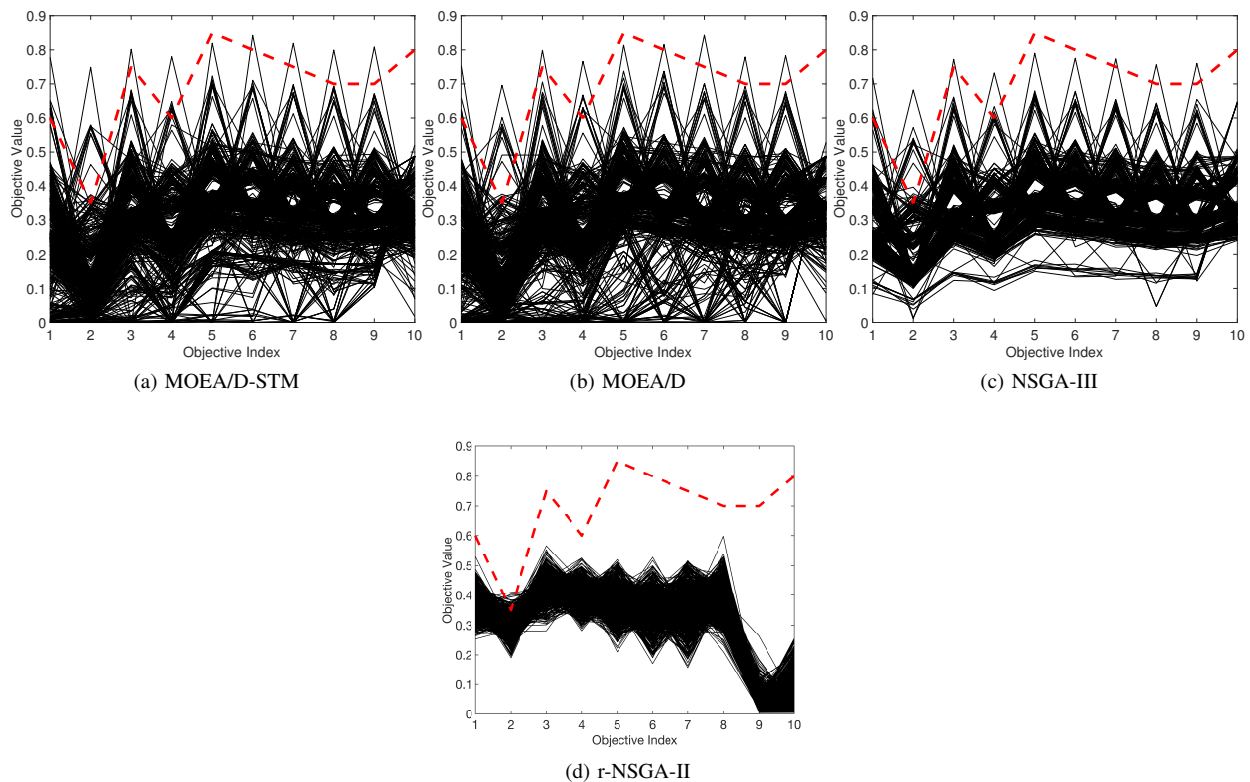 0.9
0.8
0.7
0.6
0.5
0.4
0.3
0.2
0.1
0
Objective Value
1 2 3 4 5 6 7 8 9 10
Objective Index
(a) MOEA/D-STM
0.9
0.8
0.7
0.6
0.5
0.4
0.3
0.2
0.1
0
Objective Value
1 2 3 4 5 6 7 8 9 10
Objective Index
(b) MOEA/D
0.9
0.8
0.7
0.6
0.5
0.4
0.3
0.2
0.1
0
Objective Value
1 2 3 4 5 6 7 8 9 10
Objective Index
(c) NSGA-III
0.9
0.8
0.7
0.6
0.5
0.4
0.3
0.2
0.1
0
Objective Value
1 2 3 4 5 6 7 8 9 10
Objective Index
(d) r-NSGA-II